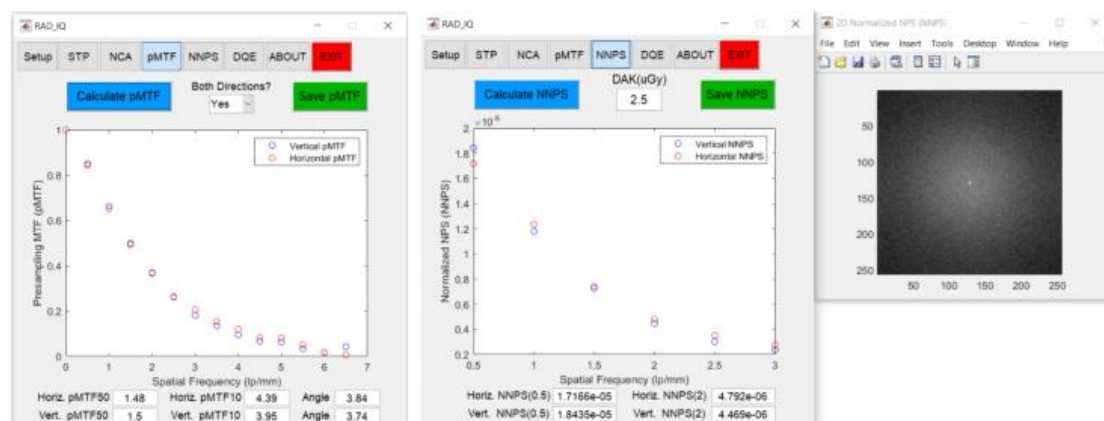 RAD_IQ
Setup STP NCA pMTF NNPS DQE ABOUT EXIT
Calculate pMTF
Both Directions?
Yes
Save pMTF
1
0.8
0.6
0.4
0.2
0
Presampling MTF (pMTF)
Vertical pMTF
Horizontal pMTF
0 1 2 3 4 5 6 7
Spatial Frequency (lp/mm)
Horiz. pMTF50 1.48 Horiz. pMTF10 4.39 Angle 3.84
Vert. pMTF50 1.5 Vert. pMTF10 3.95 Angle 3.74
RAD_IQ
Setup STP NCA pMTF NNPS DQE ABOUT EXIT
Calculate NNPS
DAK(uGy)
2.5
Save NNPS
2
1.8
1.6
1.4
1.2
1
0.8
0.6
0.4
0.2
Normalized NPS (NNPS)
Vertical NNPS
Horizontal NNPS
0.5 1 1.5 2 2.5 3
Spatial Frequency (lp/mm)
Horiz. NNPS(0.5) 1.7166e-05 Horiz. NNPS(2) 4.792e-06
Vert. NNPS(0.5) 1.8435e-05 Vert. NNPS(2) 4.469e-06
2D Normalized NPS (NNPS)
File Edit View Insert Tools Desktop Window Help
50
100
150
200
250
50 100 150 200 250